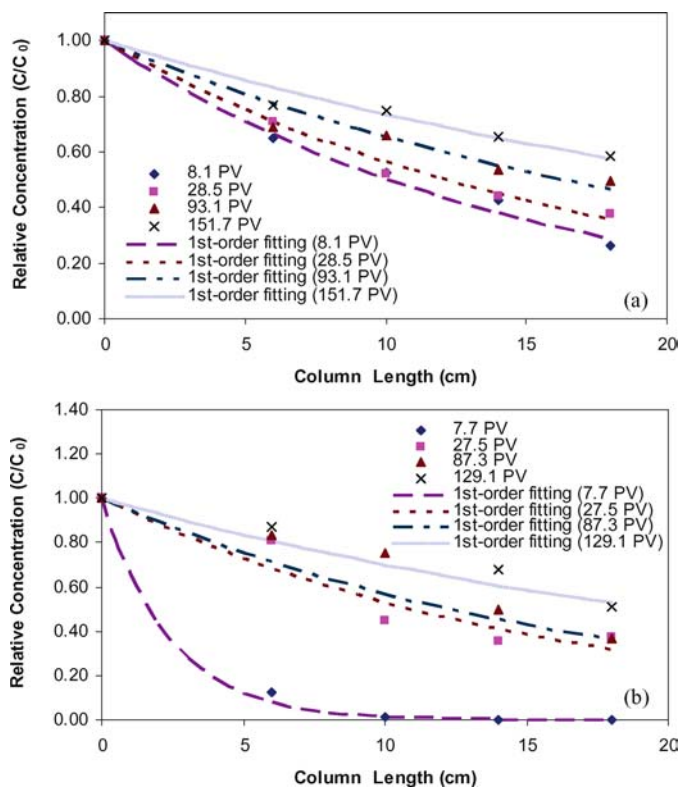 Relative Concentration (C/C0)
1.00
0.80
0.60
0.40
0.20
0.00
8.1 PV
28.5 PV
93.1 PV
151.7 PV
1st-order fitting (8.1 PV)
1st-order fitting (28.5 PV)
1st-order fitting (93.1 PV)
1st-order fitting (151.7 PV)
(a)
0 5 10 15 20
Column Length (cm)
Relative Concentration (C/C0)
1.40
1.20
1.00
0.80
0.60
0.40
0.20
0.00
7.7 PV
27.5 PV
87.3 PV
129.1 PV
1st-order fitting (7.7 PV)
1st-order fitting (27.5 PV)
1st-order fitting (87.3 PV)
1st-order fitting (129.1 PV)
(b)
0 5 10 15 20
Column Length (cm)